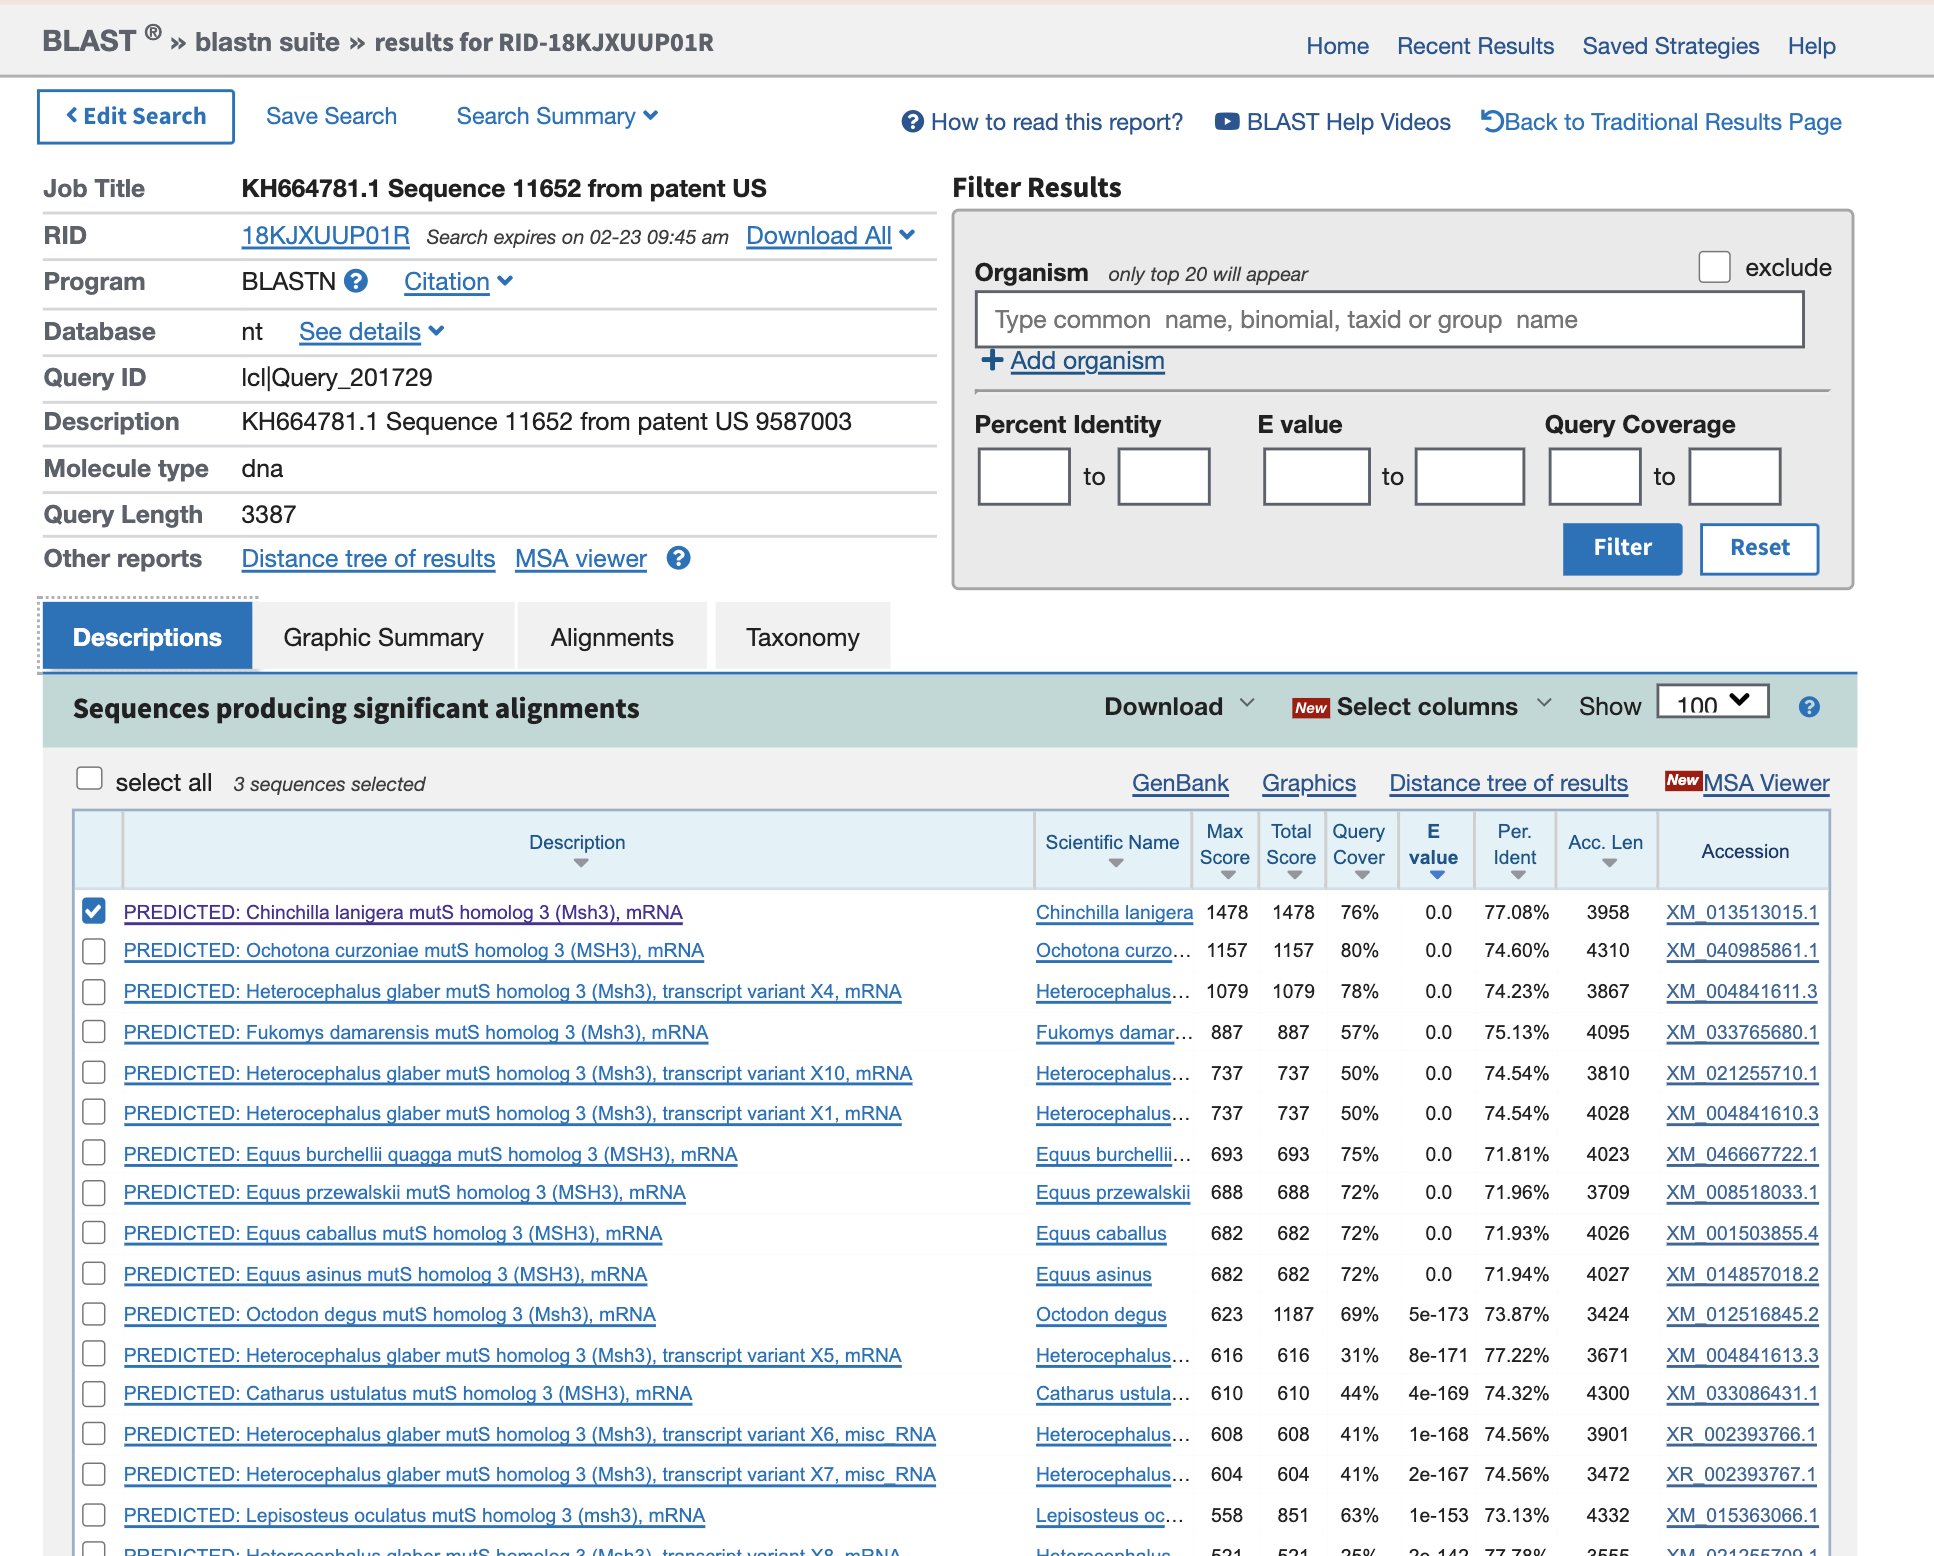 BLAST ® » blastn suite » results for RID-18KJXUUP01R
Home Recent Results Saved Strategies Help
Edit Search Save Search Search Summary
How to read this report? BLAST Help Videos Back to Traditional Results Page
Job Title KH664781.1 Sequence 11652 from patent US
RID 18KJXUUP01R Search expires on 02-23 09:45 am Download All
Program BLASTN Citation
Database nt See details
Query ID lcl|Query_201729
Description KH664781.1 Sequence 11652 from patent US 9587003
Molecule type dna
Query Length 3387
Other reports Distance tree of results MSA viewer
Filter Results
Organism only top 20 will appear exclude
Type common name, binomial, taxid or group name
Add organism
Percent Identity E value Query Coverage
to to to
Filter Reset
Descriptions Graphic Summary Alignments Taxonomy
Sequences producing significant alignments Download New Select columns Show 100
select all 3 sequences selected GenBank Graphics Distance tree of results New MSA Viewer
Description Scientific Name Max Score Total Score Query Cover E value Per. Ident Acc. Len Accession
PREDICTED: Chinchilla lanigera mutS homolog 3 (Msh3), mRNA Chinchilla lanigera 1478 1478 76% 0.0 77.08% 3958 XM_013513015.1
PREDICTED: Ochotona curzoniae mutS homolog 3 (MSH3), mRNA Ochotona curzo... 1157 1157 80% 0.0 74.60% 4310 XM_040985861.1
PREDICTED: Heterocephalus glaber mutS homolog 3 (Msh3), transcript variant X4, mRNA Heterocephalus... 1079 1079 78% 0.0 74.23% 3867 XM_004841611.3
PREDICTED: Fukomys damarensis mutS homolog 3 (Msh3), mRNA Fukomys damar... 887 887 57% 0.0 75.13% 4095 XM_033765680.1
PREDICTED: Heterocephalus glaber mutS homolog 3 (Msh3), transcript variant X10, mRNA Heterocephalus... 737 737 50% 0.0 74.54% 3810 XM_021255710.1
PREDICTED: Heterocephalus glaber mutS homolog 3 (Msh3), transcript variant X1, mRNA Heterocephalus... 737 737 50% 0.0 74.54% 4028 XM_004841610.3
PREDICTED: Equus burchellii quagga mutS homolog 3 (MSH3), mRNA Equus burchellii... 693 693 75% 0.0 71.81% 4023 XM_046667722.1
PREDICTED: Equus przewalskii mutS homolog 3 (MSH3), mRNA Equus przewalskii 688 688 72% 0.0 71.96% 3709 XM_008518033.1
PREDICTED: Equus caballus mutS homolog 3 (MSH3), mRNA Equus caballus 682 682 72% 0.0 71.93% 4026 XM_001503855.4
PREDICTED: Equus asinus mutS homolog 3 (MSH3), mRNA Equus asinus 682 682 72% 0.0 71.94% 4027 XM_014857018.2
PREDICTED: Octodon degus mutS homolog 3 (Msh3), mRNA Octodon degus 623 1187 69% 5e-173 73.87% 3424 XM_012516845.2
PREDICTED: Heterocephalus glaber mutS homolog 3 (Msh3), transcript variant X5, mRNA Heterocephalus... 616 616 31% 8e-171 77.22% 3671 XM_004841613.3
PREDICTED: Catharus ustulatus mutS homolog 3 (MSH3), mRNA Catharus ustula... 610 610 44% 4e-169 74.32% 4300 XM_033086431.1
PREDICTED: Heterocephalus glaber mutS homolog 3 (Msh3), transcript variant X6, misc_RNA Heterocephalus... 608 608 41% 1e-168 74.56% 3901 XR_002393766.1
PREDICTED: Heterocephalus glaber mutS homolog 3 (Msh3), transcript variant X7, misc_RNA Heterocephalus... 604 604 41% 2e-167 74.56% 3472 XR_002393767.1
PREDICTED: Lepisosteus oculatus mutS homolog 3 (msh3), mRNA Lepisosteus oc... 558 851 63% 1e-153 73.13% 4332 XM_015363066.1
PREDICTED: Heterocephalus glaber mutS homolog 3 (Msh3), transcript variant X8, mRNA Heterocephalus... 521 521 25% 2e-142 77.78% 3555 XM_021255709.1